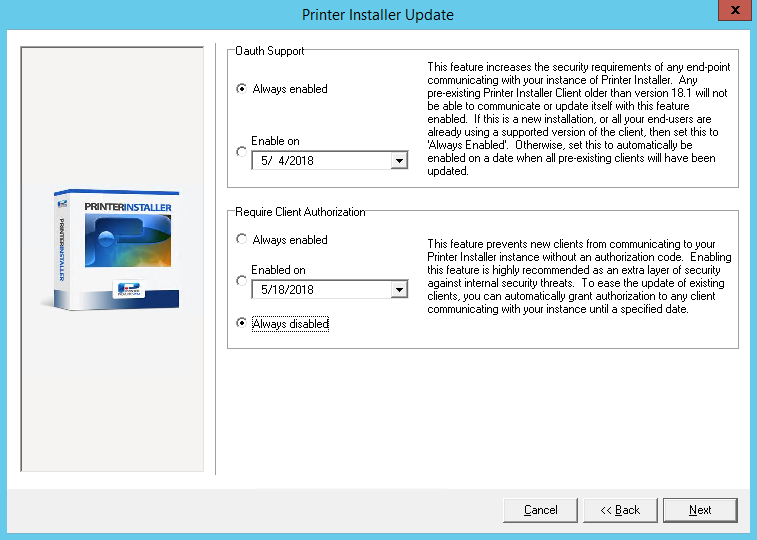 Printer Installer Update
x
Oauth Support
Always enabled
Enable on
5/ 4/2018
This feature increases the security requirements of any end-point
communicating with your instance of Printer Installer. Any
pre-existing Printer Installer Client older than version 18.1 will not
be able to communicate or update itself with this feature
enabled. If this is a new installation, or all your end-users are
already using a supported version of the client, then set this to
'Always Enabled'. Otherwise, set this to automatically be
enabled on a date when all pre-existing clients will have been
updated.
PRINTERINSTALLER
PRINTERINSTALLER
Require Client Authorization
Always enabled
Enabled on
5/18/2018
Always disabled
This feature prevents new clients from communicating to your
Printer Installer instance without an authorization code. Enabling
this feature is highly recommended as an extra layer of security
against internal security threats. To ease the update of existing
clients, you can automatically grant authorization to any client
communicating with your instance until a specified date.
Cancel
<< Back
Next